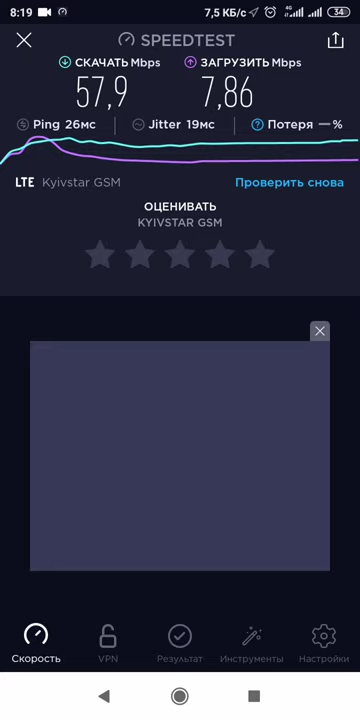 8:19 7,5 КБ/с 4G 34
SPEEDTEST
СКАЧАТЬ Mbps ЗАГРУЗИТЬ Mbps
57,9 7,86
Ping 26мс Jitter 19мс ? Потеря — %
LTE Kyivstar GSM Проверить снова
ОЦЕНИВАТЬ
KYIVSTAR GSM
Скорость VPN Результат Инструменты Настройки